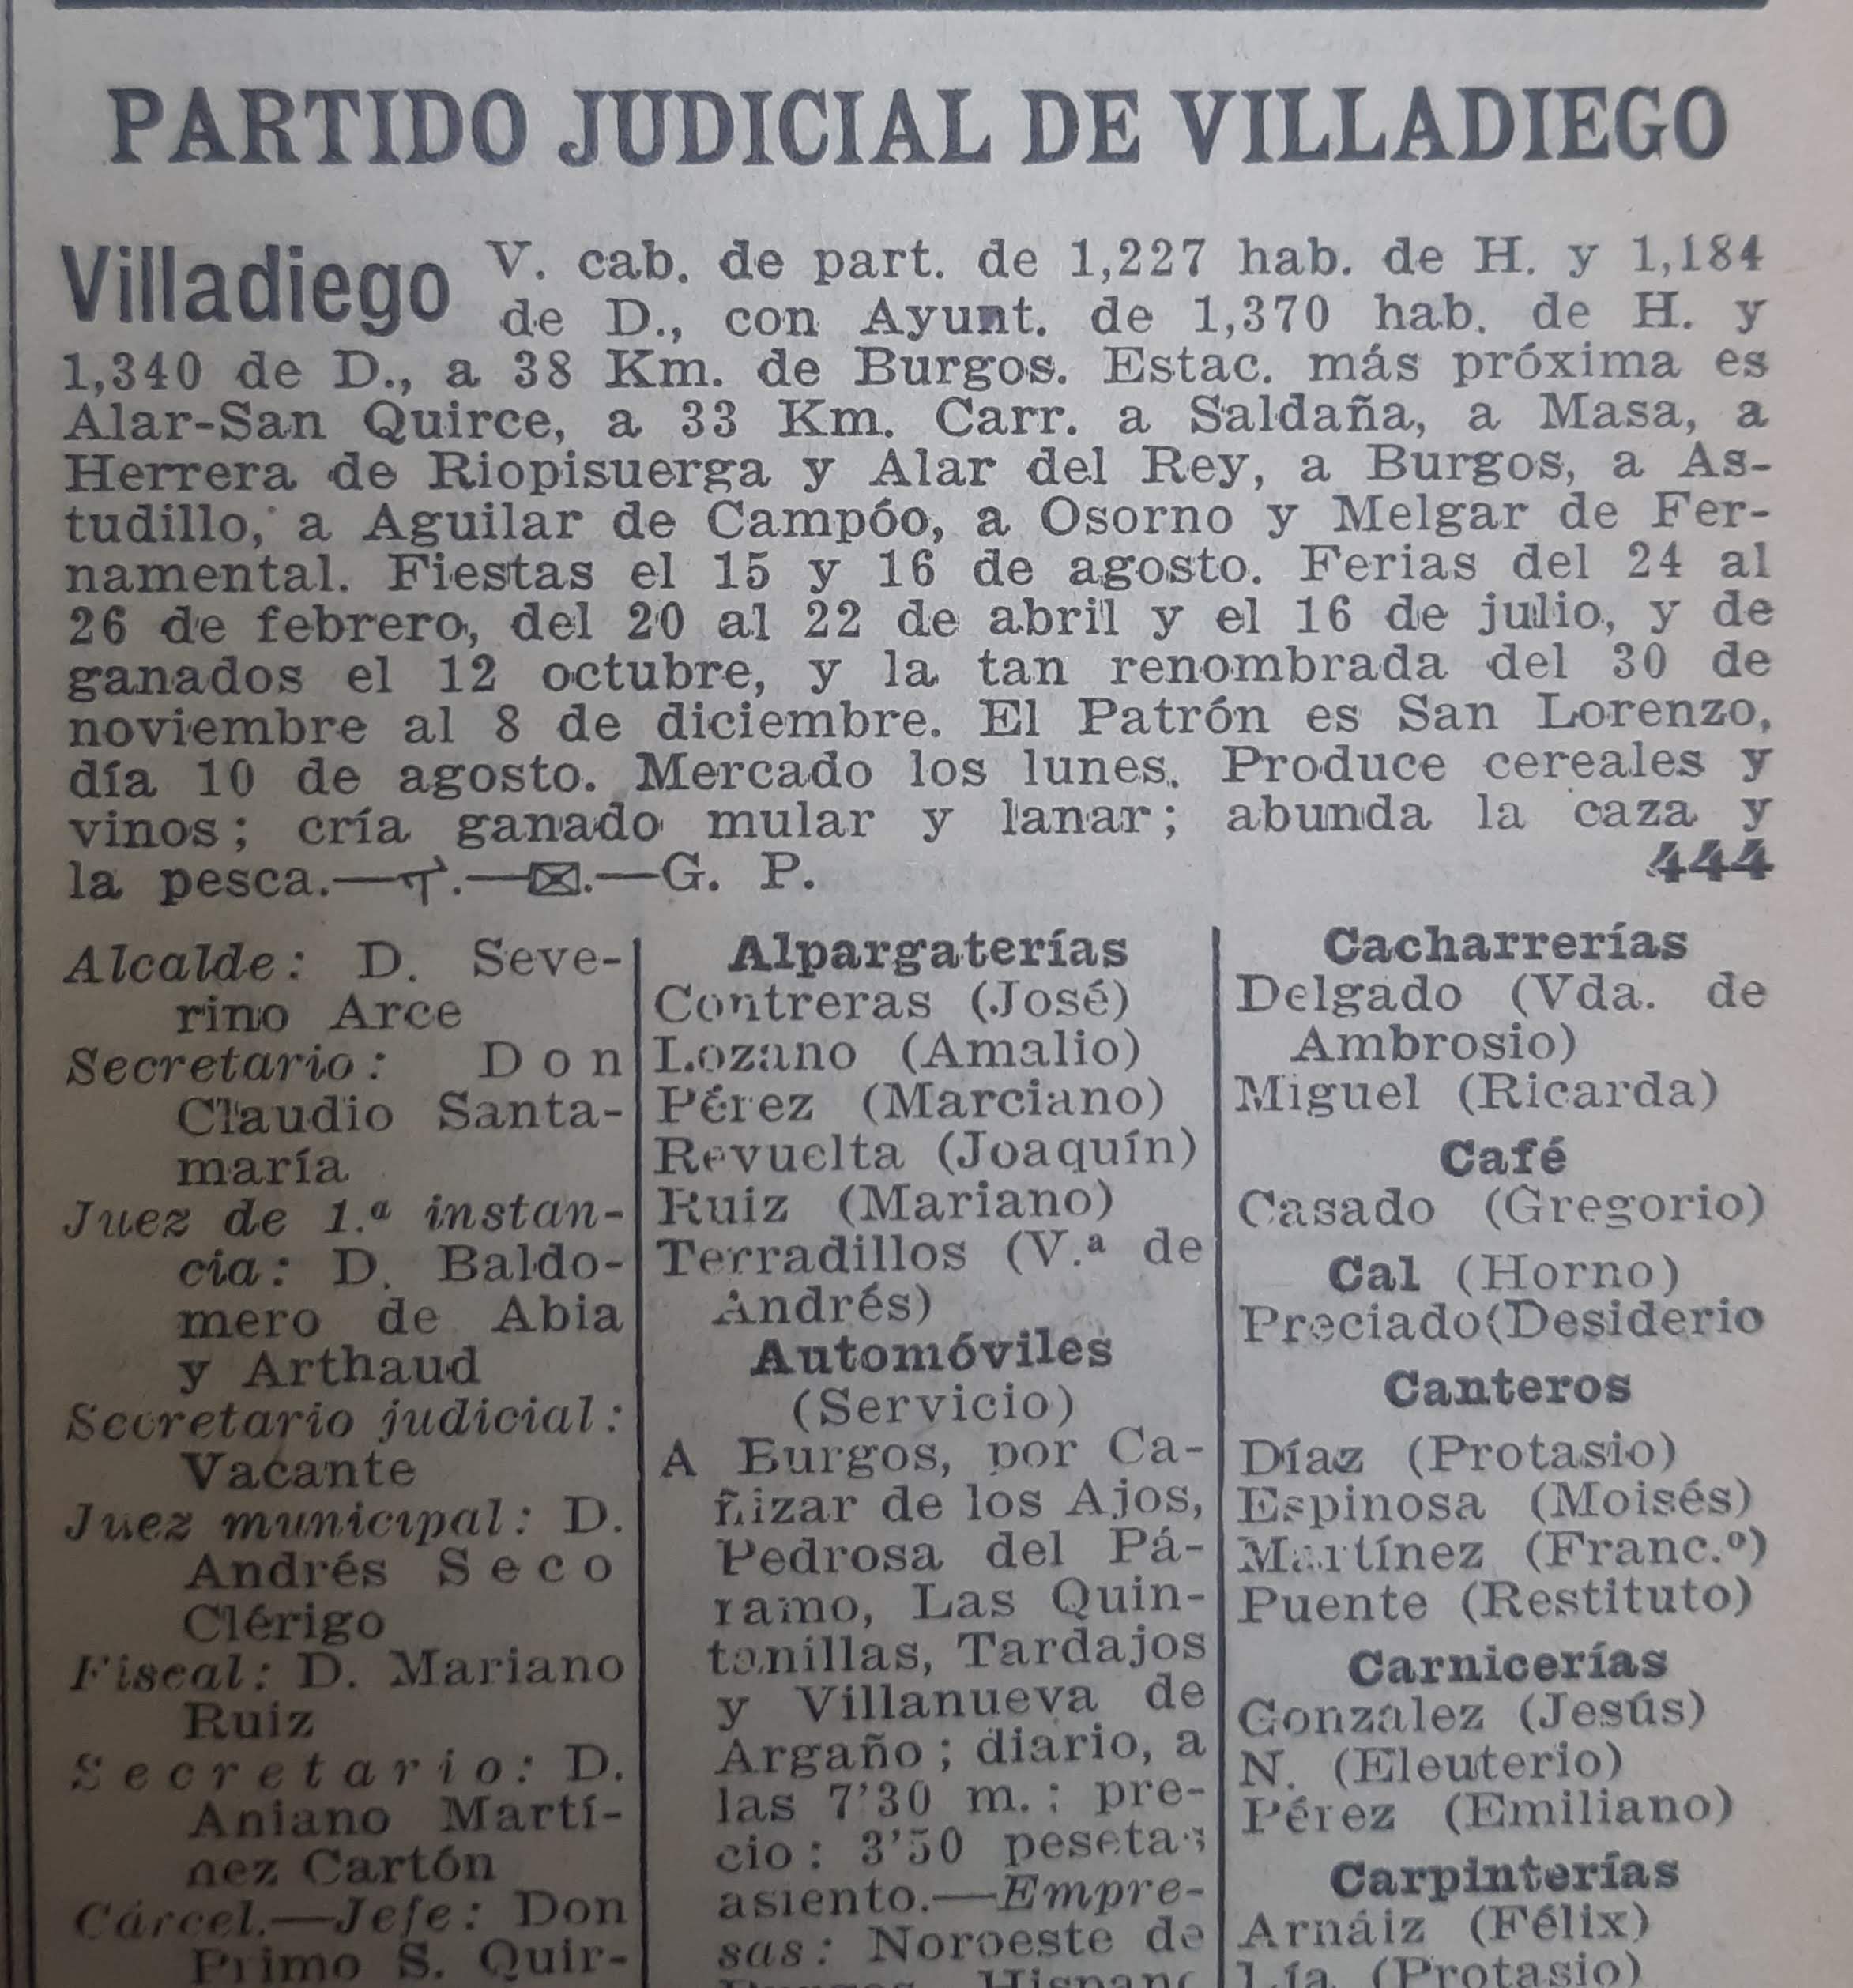 PARTIDO JUDICIAL DE VILLADIEGO
Villadiego V. cab. de part. de 1,227 hab. de H. y 1,184
de D., con Ayunt. de 1,370 hab. de H. y
1,340 de D., a 38 Km. de Burgos. Estac. más próxima es
Alar-San Quirce, a 33 Km. Carr. a Saldaña, a Masa, a
Herrera de Riopisuerga y Alar del Rey, a Burgos, a As-
tudillo, a Aguilar de Campóo, a Osorno y Melgar de Fer-
namental. Fiestas el 15 y 16 de agosto. Ferias del 24 al
26 de febrero, del 20 al 22 de abril y el 16 de julio, y de
ganados el 12 octubre, y la tan renombrada del 30 de
noviembre al 8 de diciembre. El Patrón es San Lorenzo,
día 10 de agosto. Mercado los lunes. Produce cereales y
vinos; cría ganado mular y lanar; abunda la caza y
la pesca.—.—.—G. P. 444
Alcalde: D. Seve-
rino Arce
Secretario: Don
Claudio Santa-
maría
Juez de 1.ª instan-
cia: D. Baldo-
mero de Abia
y Arthaud
Secretario judicial:
Vacante
Juez municipal: D.
Andrés Seco
Clérigo
Fiscal: D. Mariano
Ruiz
Secretario: D.
Aniano Martí-
nez Cartón
Cárcel.—Jefe: Don
Primo S. Quir-
Alpargaterías
Contreras (José)
Lozano (Amalio)
Pérez (Marciano)
Revuelta (Joaquín)
Ruiz (Mariano)
Terradillos (V.ª de
Andrés)
Automóviles
(Servicio)
A Burgos, por Ca-
ñizar de los Ajos,
Pedrosa del Pá-
ramo, Las Quin-
tanillas, Tardajos
y Villanueva de
Argaño; diario, a
las 7'30 m.: pre-
cio: 3'50 pesetas
asiento.—Empre-
sas: Noroeste de
Cacharrerías
Delgado (Vda. de
Ambrosio)
Miguel (Ricarda)
Café
Casado (Gregorio)
Cal (Horno)
Preciado(Desiderio
Canteros
Díaz (Protasio)
Espinosa (Moisés)
Martínez (Franc.º)
Puente (Restituto)
Carnicerías
González (Jesús)
N. (Eleuterio)
Pérez (Emiliano)
Carpinterías
Arnáiz (Félix)
(Protasio)